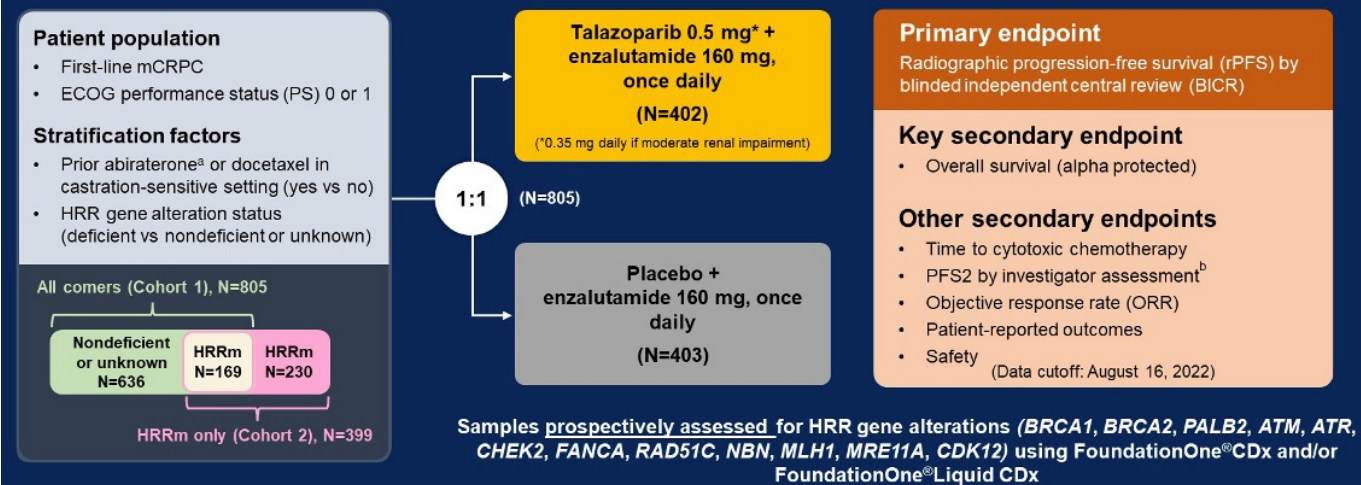 Patient population
• First-line mCRPC
• ECOG performance status (PS) 0 or 1
Stratification factors
• Prior abirateroneᵃ or docetaxel in
castration-sensitive setting (yes vs no)
• HRR gene alteration status
(deficient vs nondeficient or unknown)
All comers (Cohort 1), N=805
Nondeficient
or unknown
N=636
HRRm
N=169
HRRm
N=230
HRRm only (Cohort 2), N=399
1:1
(N=805)
Talazoparib 0.5 mg* +
enzalutamide 160 mg,
once daily
(N=402)
(*0.35 mg daily if moderate renal impairment)
Placebo +
enzalutamide 160 mg, once
daily
(N=403)
Primary endpoint
Radiographic progression-free survival (rPFS) by
blinded independent central review (BICR)
Key secondary endpoint
• Overall survival (alpha protected)
Other secondary endpoints
• Time to cytotoxic chemotherapy
• PFS2 by investigator assessmentᵇ
• Objective response rate (ORR)
• Patient-reported outcomes
• Safety
(Data cutoff: August 16, 2022)
Samples prospectively assessed for HRR gene alterations (BRCA1, BRCA2, PALB2, ATM, ATR,
CHEK2, FANCA, RAD51C, NBN, MLH1, MRE11A, CDK12) using FoundationOne®CDx and/or
FoundationOne®Liquid CDx